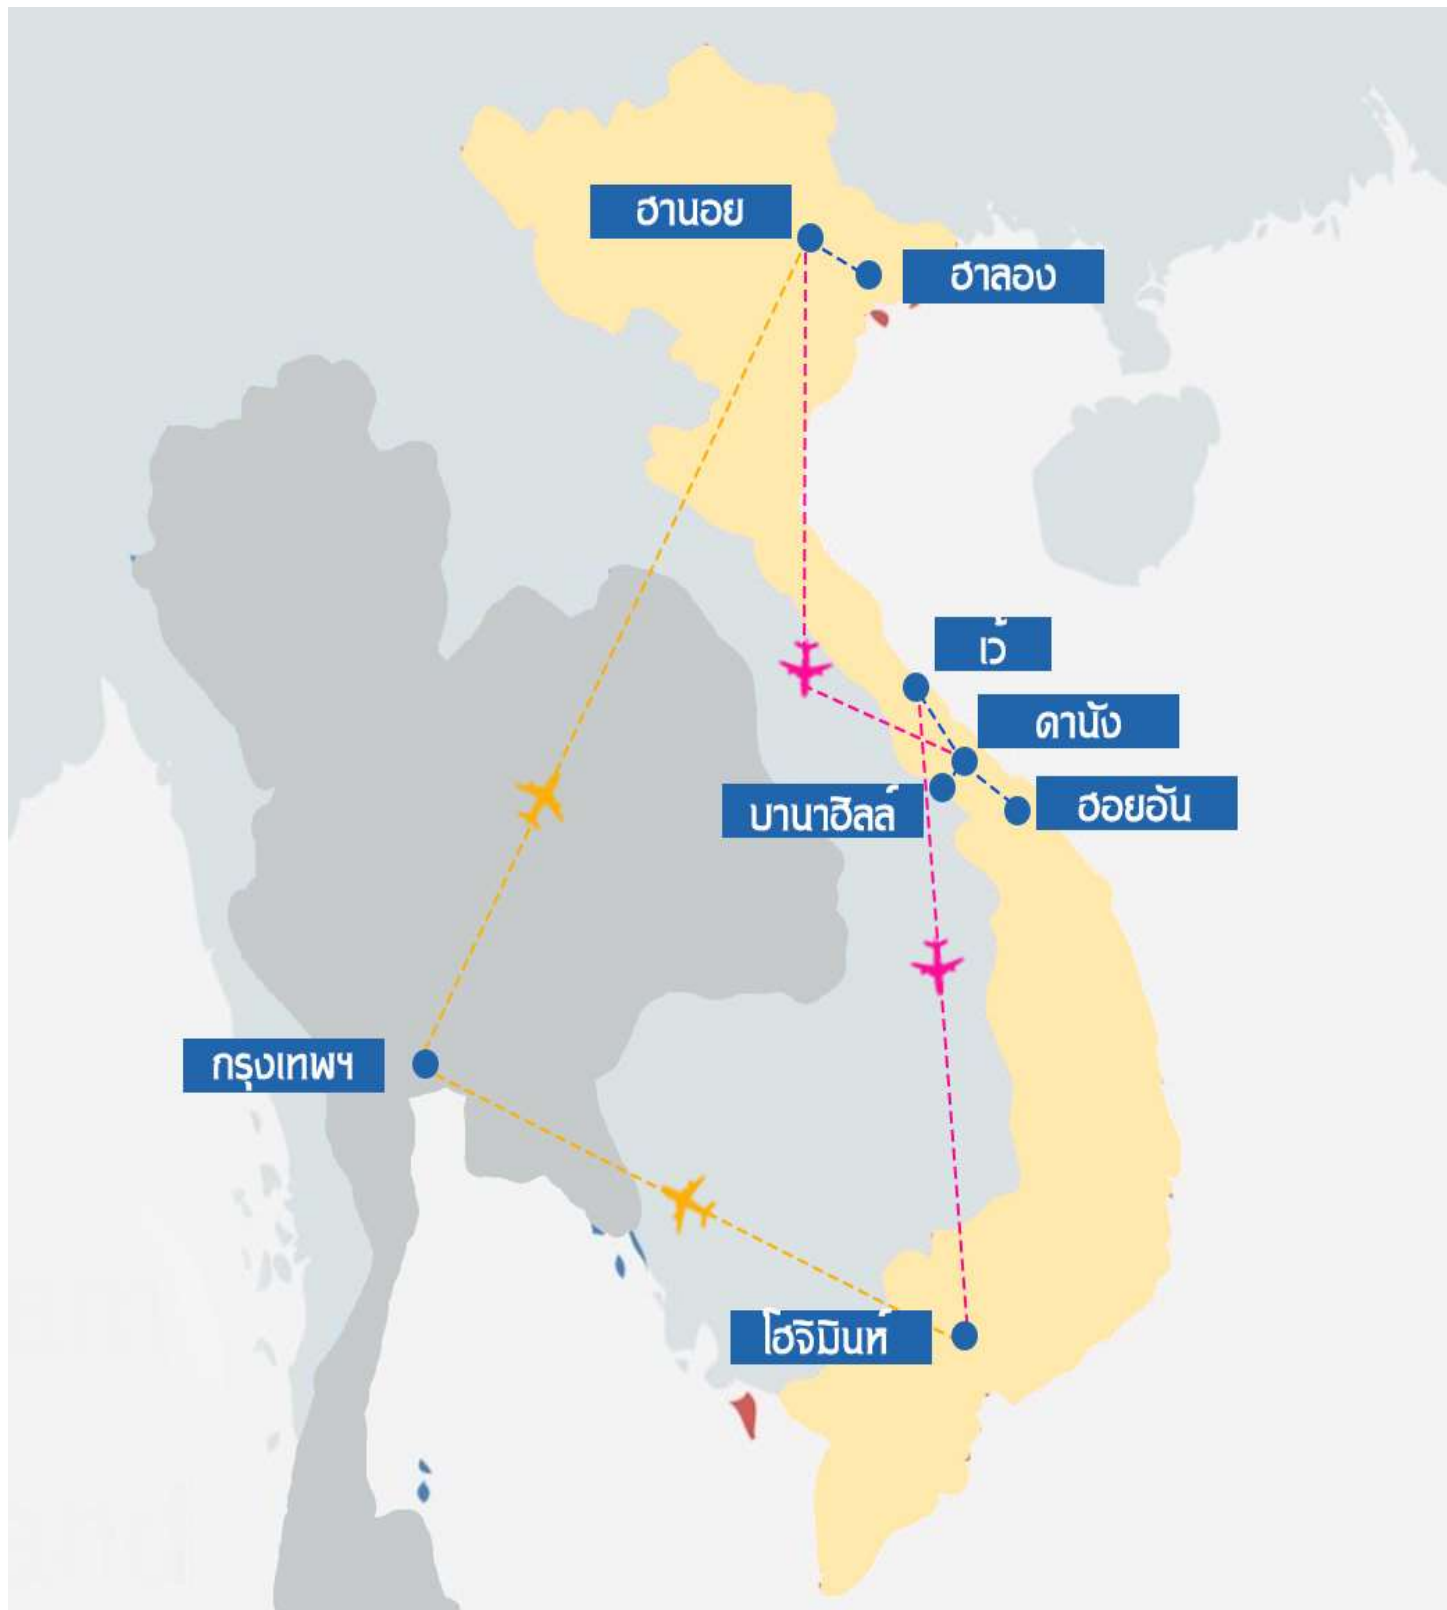 ฮานอย
ฮาลอง
เว้
ดานัง
บานาฮิลล์
ฮอยอัน
กรุงเทพฯ
โฮจิมินห์